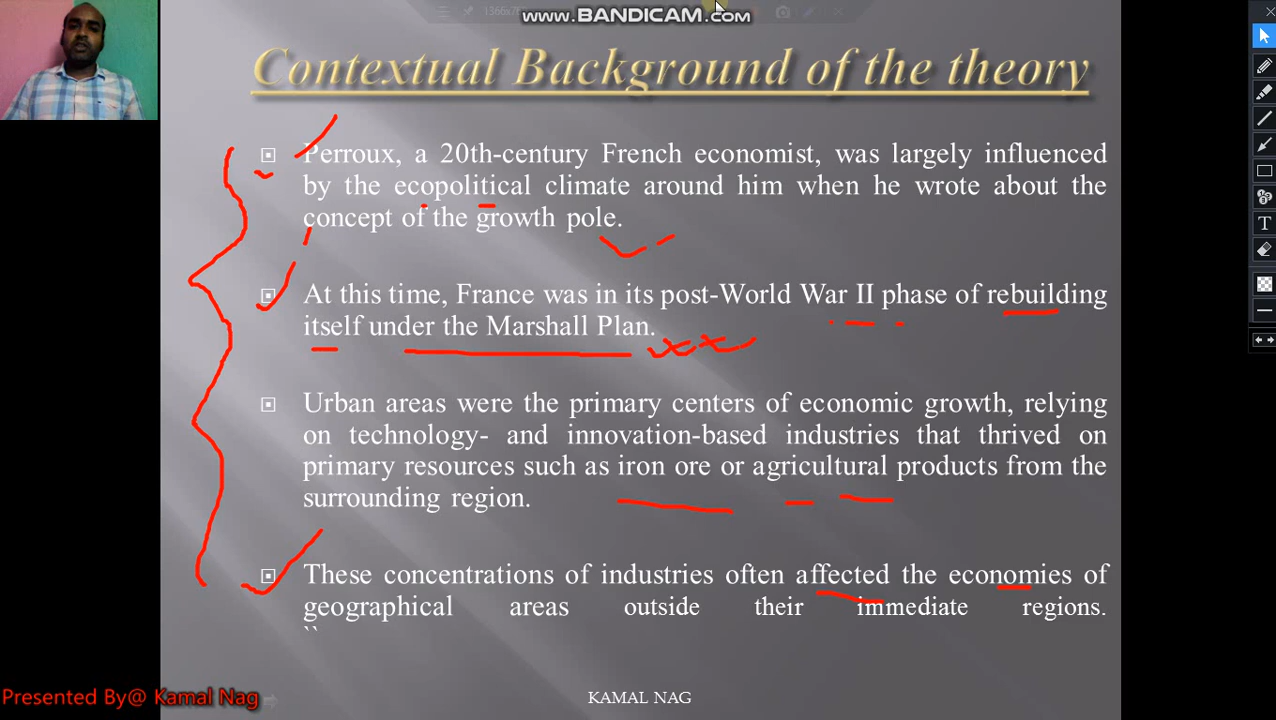 1366x7
www.BANDICAM.com
Contextual Background of the theory
Perroux, a 20th-century French economist, was largely influenced
by the ecopolitical climate around him when he wrote about the
concept of the growth pole.
At this time, France was in its post-World War II phase of rebuilding
itself under the Marshall Plan.
Urban areas were the primary centers of economic growth, relying
on technology- and innovation-based industries that thrived on
primary resources such as iron ore or agricultural products from the
surrounding region.
These concentrations of industries often affected the economies of
geographical areas outside their immediate regions.
``
Presented By@ Kamal Nag
KAMAL NAG